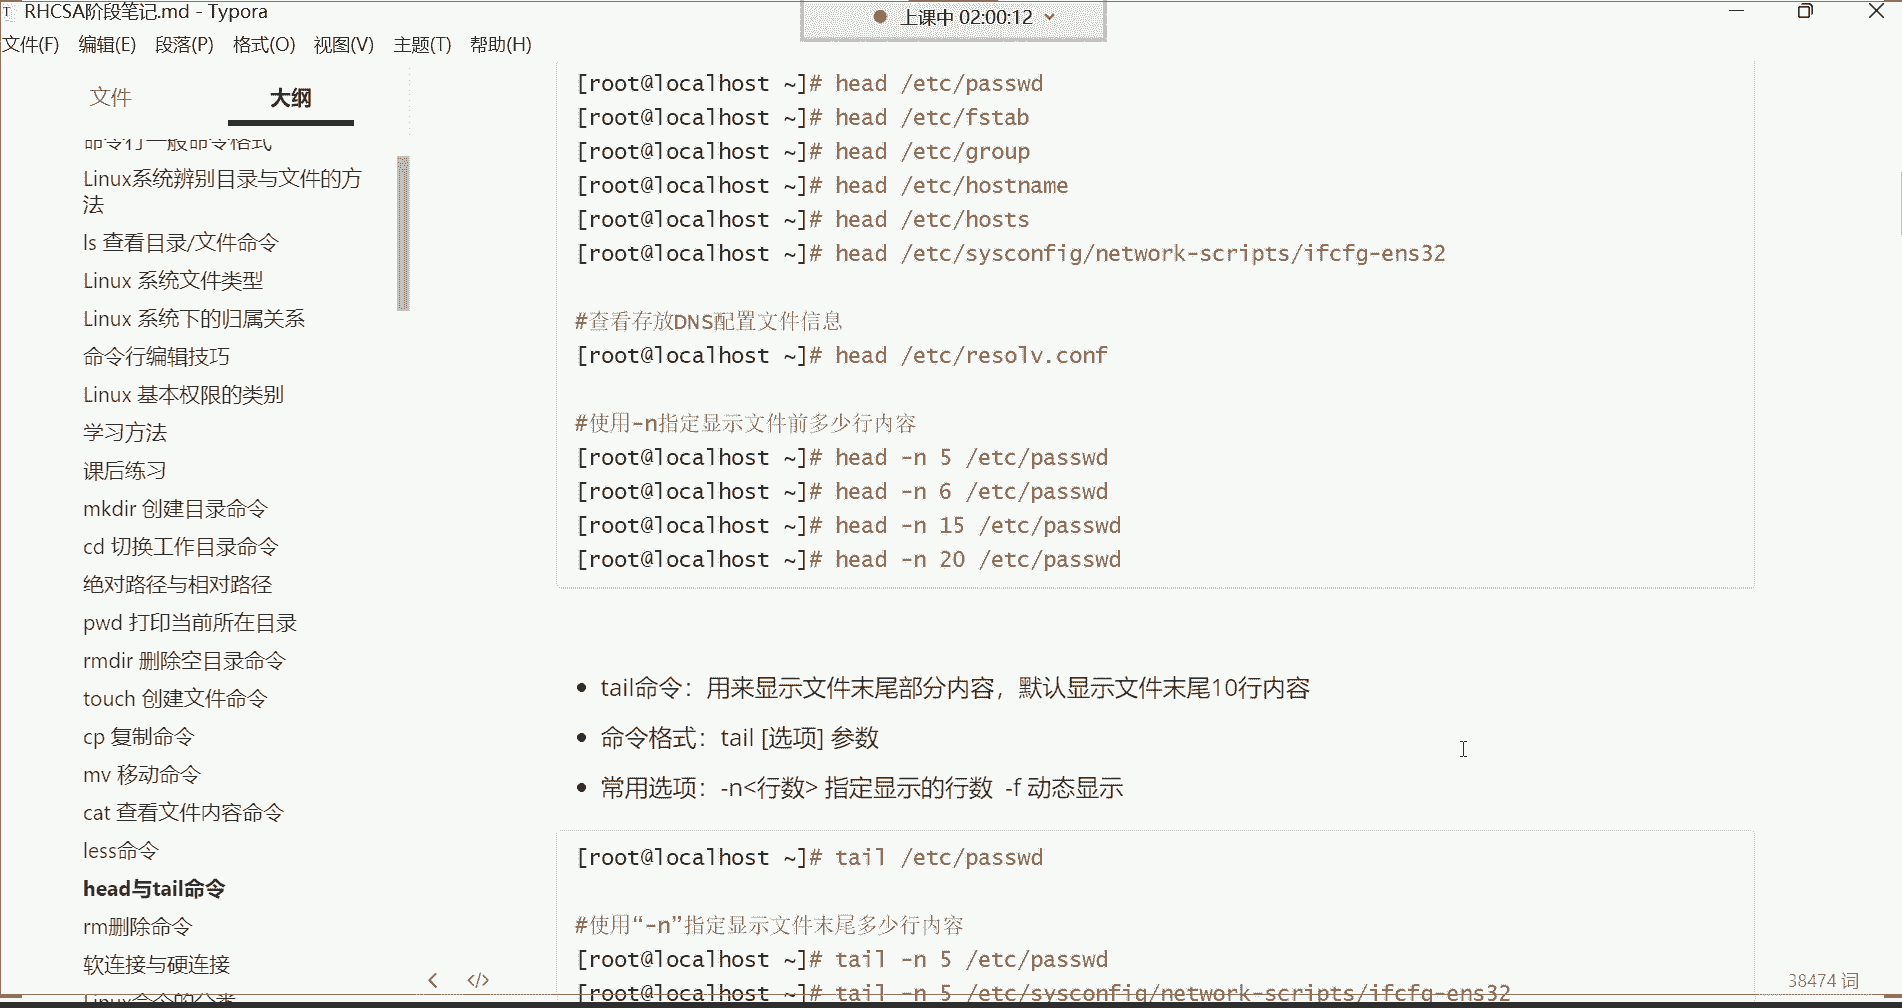 RHCSA阶段笔记.md - Typora
上课中 02:00:12
文件(F) 编辑(E) 段落(P) 格式(O) 视图(V) 主题(T) 帮助(H)
文件 大纲
命令行一般命令格式
Linux系统辨别目录与文件的方
法
ls 查看目录/文件命令
Linux 系统文件类型
Linux 系统下的归属关系
命令行编辑技巧
Linux 基本权限的类别
学习方法
课后练习
mkdir 创建目录命令
cd 切换工作目录命令
绝对路径与相对路径
pwd 打印当前所在目录
rmdir 删除空目录命令
touch 创建文件命令
cp 复制命令
mv 移动命令
cat 查看文件内容命令
less命令
head与tail命令
rm删除命令
软连接与硬连接
Linux命令的分类
[root@localhost ~]# head /etc/passwd
[root@localhost ~]# head /etc/fstab
[root@localhost ~]# head /etc/group
[root@localhost ~]# head /etc/hostname
[root@localhost ~]# head /etc/hosts
[root@localhost ~]# head /etc/sysconfig/network-scripts/ifcfg-ens32
#查看存放DNS配置文件信息
[root@localhost ~]# head /etc/resolv.conf
#使用-n指定显示文件前多少行内容
[root@localhost ~]# head -n 5 /etc/passwd
[root@localhost ~]# head -n 6 /etc/passwd
[root@localhost ~]# head -n 15 /etc/passwd
[root@localhost ~]# head -n 20 /etc/passwd
• tail命令：用来显示文件末尾部分内容，默认显示文件末尾10行内容
• 命令格式：tail [选项] 参数
• 常用选项：-n<行数> 指定显示的行数 -f 动态显示
[root@localhost ~]# tail /etc/passwd
#使用“-n”指定显示文件末尾多少行内容
[root@localhost ~]# tail -n 5 /etc/passwd
[root@localhost ~]# tail -n 5 /etc/sysconfig/network-scripts/ifcfg-ens32
38474 词